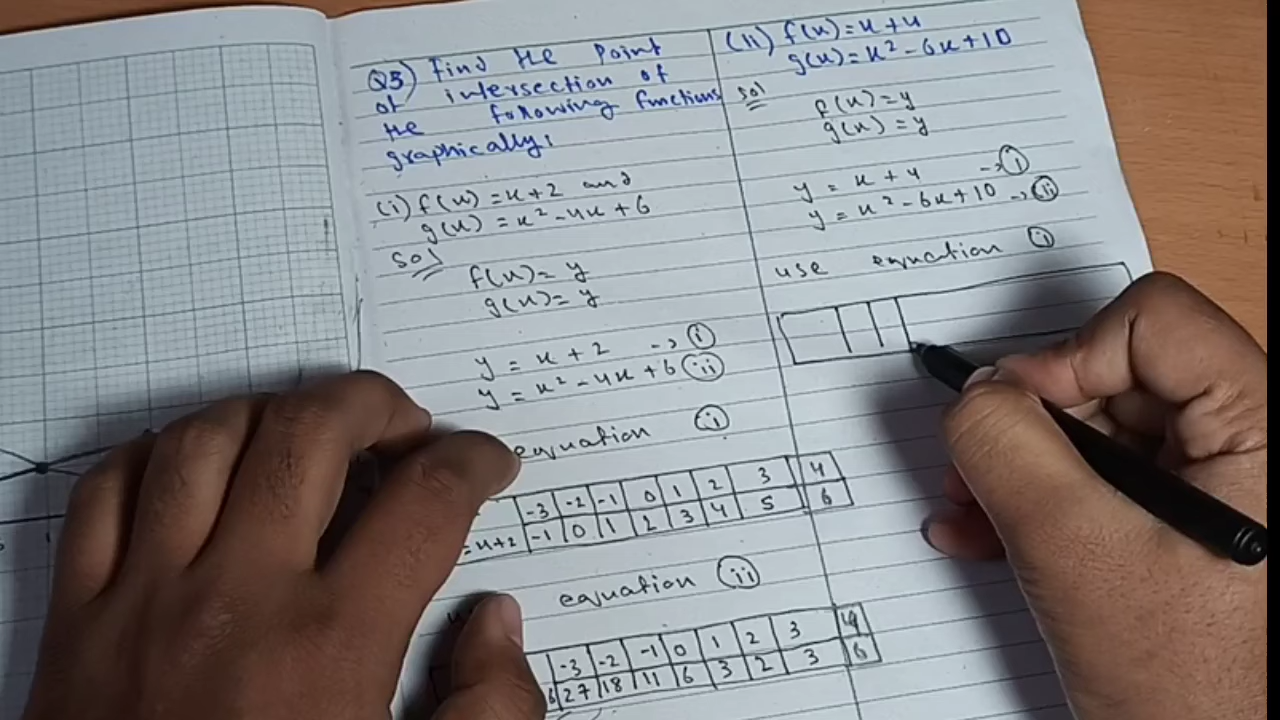 Q3) Find the Point
of intersection of
the following functions
graphically:
(i) f(x) = x + 2 and
g(x) = x² - 4x + 6
Sol
f(x) = y
g(x) = y
y = x + 2 → (i)
y = x² - 4x + 6 (ii)
equation (i)
-3 -2 -1 0 1 2 3 4
= x+2 -1 0 1 2 3 4 5 6
equation (ii)
-3 -2 -1 0 1 2 3 4
6 27 18 11 6 3 2 3 6
(ii) f(x) = x + 4
g(x) = x² - 6x + 10
Sol
f(x) = y
g(x) = y
y = x + 4 → (i)
y = x² - 6x + 10 → (ii)
use equation (i)